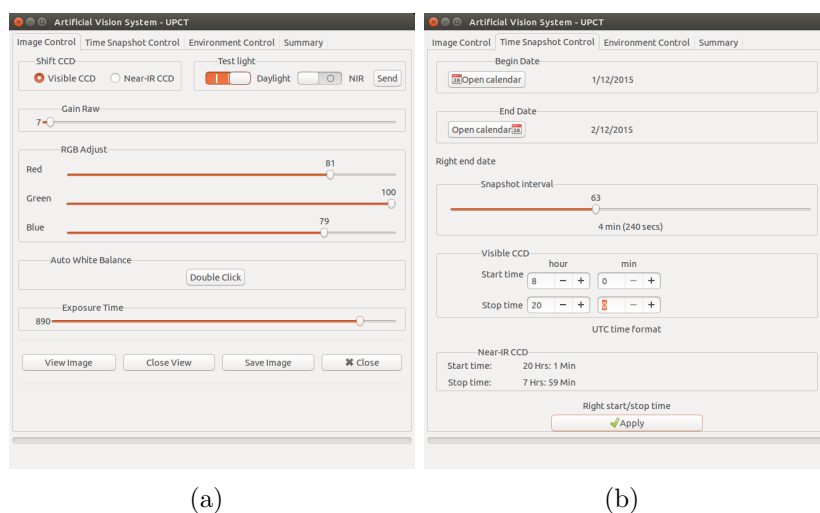 Artificial Vision System - UPCT
Image Control Time Snapshot Control Environment Control Summary
Shift CCD Test light
Visible CCD Near-IR CCD Daylight NIR Send
Gain Raw
7
RGB Adjust
Red 81
Green 100
Blue 79
Auto White Balance
Double Click
Exposure Time
890
View Image Close View Save Image Close
(a)
Artificial Vision System - UPCT
Image Control Time Snapshot Control Environment Control Summary
Begin Date
28 Open calendar 1/12/2015
End Date
Open calendar 28 2/12/2015
Right end date
Snapshot interval
63
4 min (240 secs)
Visible CCD
hour min
Start time 8 − + 0 − +
Stop time 20 − + 0 − +
UTC time format
Near-IR CCD
Start time: 20 Hrs: 1 Min
Stop time: 7 Hrs: 59 Min
Right start/stop time
Apply
(b)